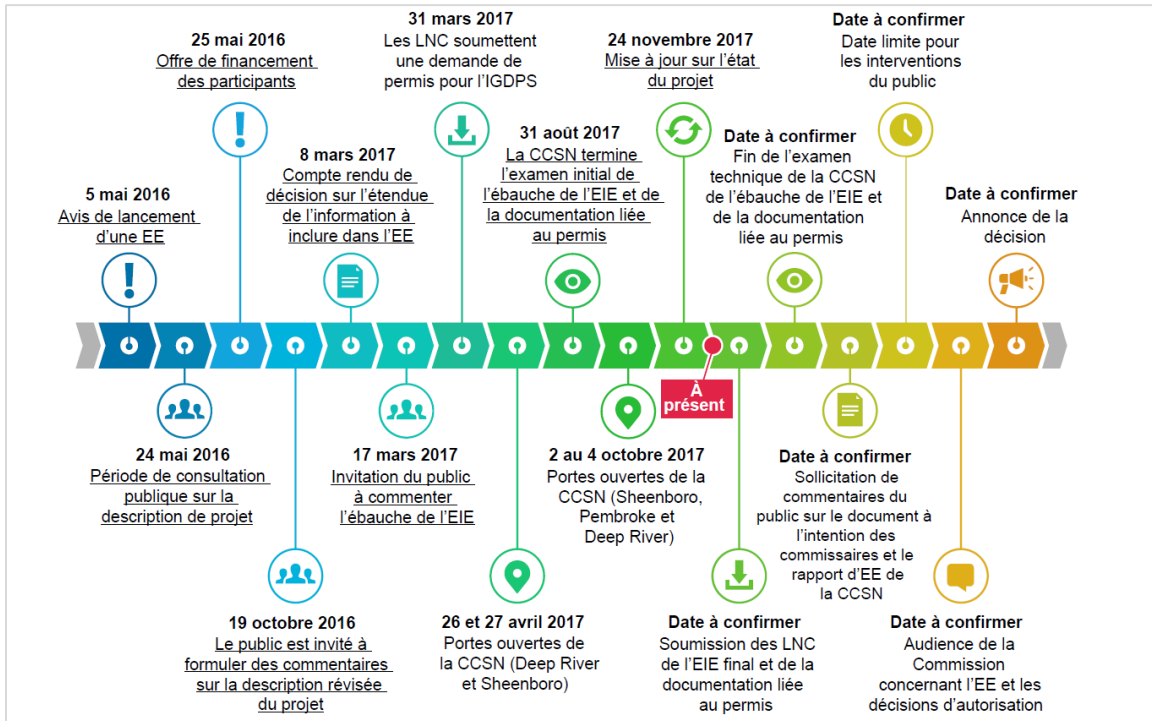 5 mai 2016
Avis de lancement
d’une EE
24 mai 2016
Période de consultation
publique sur la
description de projet
25 mai 2016
Offre de financement
des participants
19 octobre 2016
Le public est invité à
formuler des commentaires
sur la description révisée
du projet
8 mars 2017
Compte rendu de
décision sur l’étendue
de l’information à
inclure dans l’EE
17 mars 2017
Invitation du public
à commenter
l’ébauche de l’EIE
31 mars 2017
Les LNC soumettent
une demande de
permis pour l’IGDPS
26 et 27 avril 2017
Portes ouvertes de
la CCSN (Deep River
et Sheenboro)
31 août 2017
La CCSN termine
l’examen initial de
l’ébauche de l’EIE et de
la documentation liée
au permis
2 au 4 octobre 2017
Portes ouvertes de la
CCSN (Sheenboro,
Pembroke et
Deep River)
24 novembre 2017
Mise à jour sur l’état
du projet
À
présent
Date à confirmer
Soumission des LNC
de l’EIE final et de la
documentation liée
au permis
Date à confirmer
Fin de l’examen
technique de la CCSN
de l’ébauche de l’EIE et
de la documentation
liée au permis
Date à confirmer
Sollicitation de
commentaires du
public sur le document à
l’intention des
commissaires et le
rapport d’EE de
la CCSN
Date à confirmer
Date limite pour
les interventions
du public
Date à confirmer
Audience de la
Commission
concernant l’EE et les
décisions d’autorisation
Date à confirmer
Annonce de la
décision